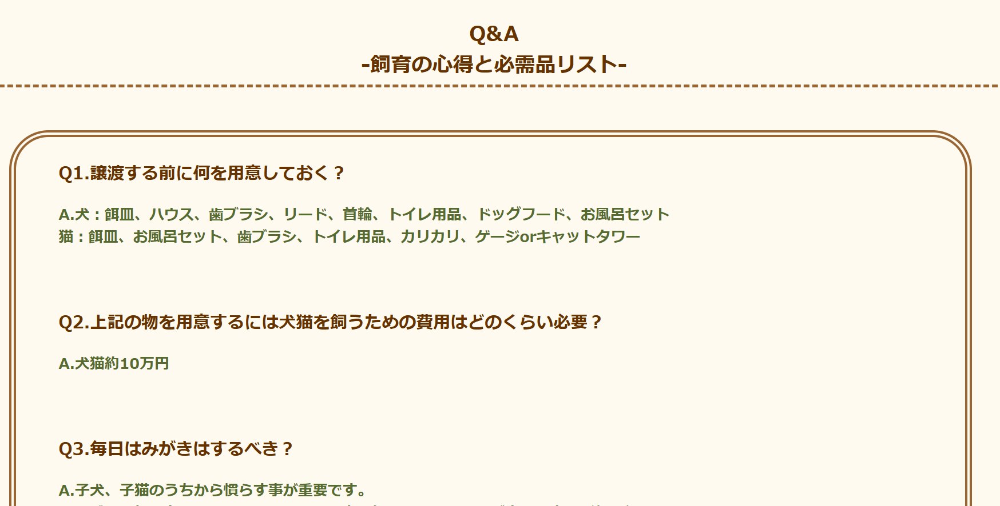 Q&A
-飼育の心得と必需品リスト-
Q1.譲渡する前に何を用意しておく？
A.犬：餌皿、ハウス、歯ブラシ、リード、首輪、トイレ用品、ドッグフード、お風呂セット
猫：餌皿、お風呂セット、歯ブラシ、トイレ用品、カリカリ、ゲージorキャットタワー
Q2.上記の物を用意するには犬猫を飼うための費用はどのくらい必要？
A.犬猫約10万円
Q3.毎日はみがきはするべき？
A.子犬、子猫のうちから慣らす事が重要です。